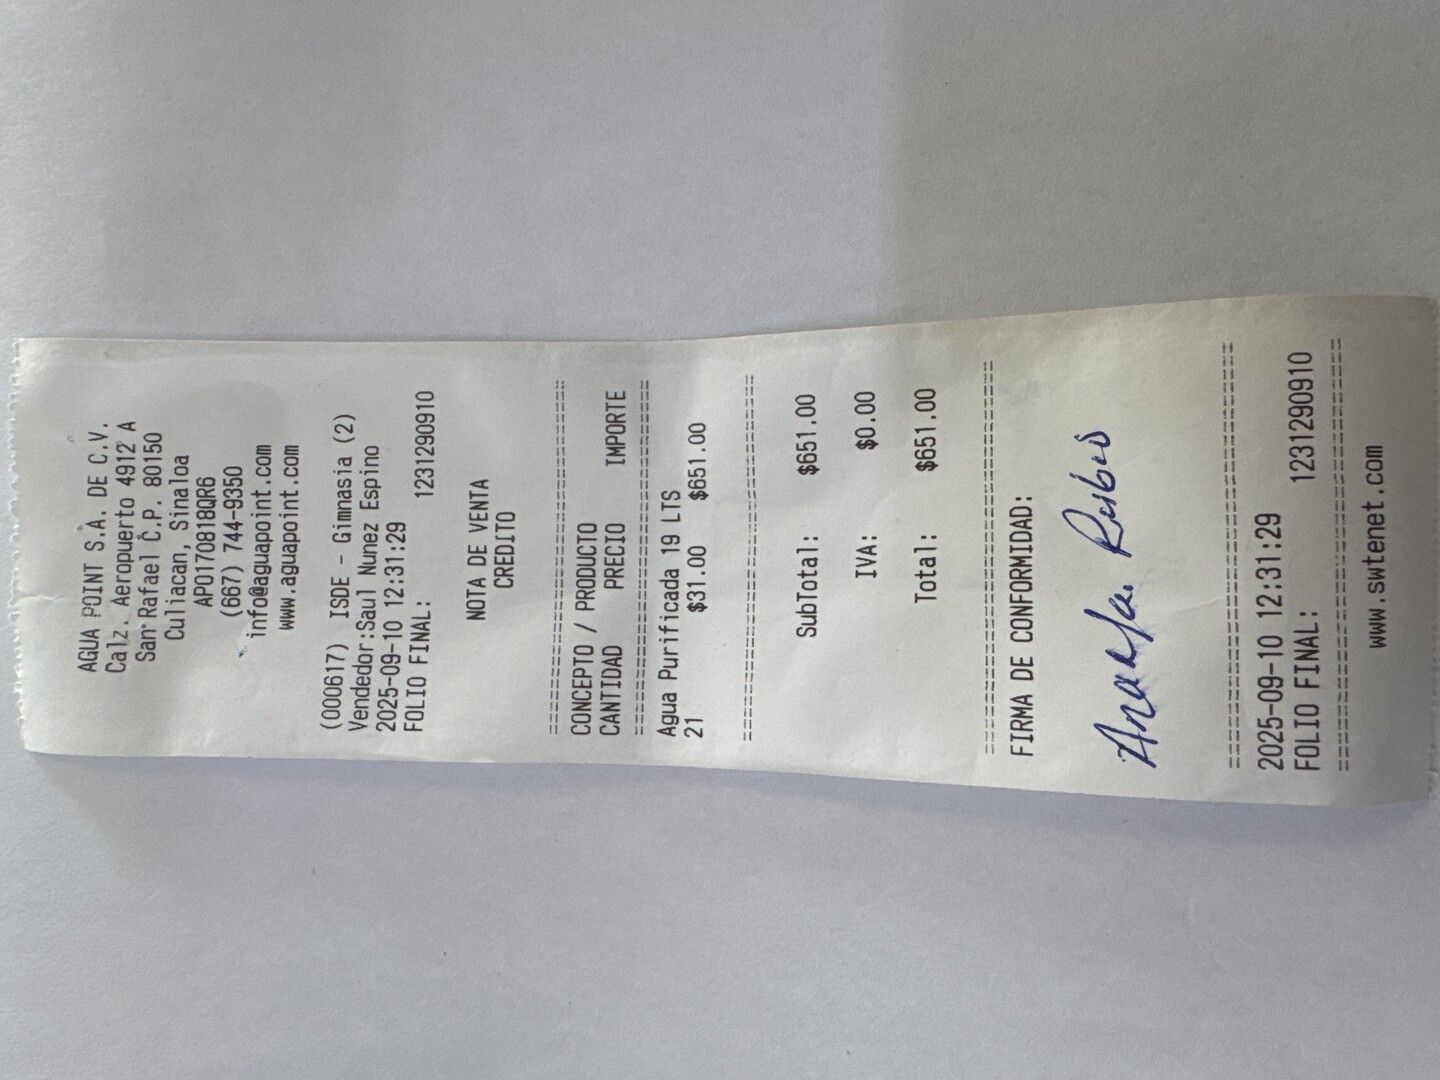 AGUA POINT S.A. DE C.V.
Calz. Aeropuerto 4912 A
San Rafael C.P. 80150
Culiacan, Sinaloa
APO170818QR6
(667) 744-9350
info@aguapoint.com
www.aguapoint.com
(000617) ISDE - Gimnasia (2)
Vendedor:Saul Nunez Espino
2025-09-10 12:31:29
FOLIO FINAL: 1231290910
NOTA DE VENTA
CREDITO
===================================
CONCEPTO / PRODUCTO
CANTIDAD PRECIO IMPORTE
===================================
Agua Purificada 19 LTS
21 $31.00 $651.00
===================================
SubTotal: $651.00
IVA: $0.00
Total: $651.00
===================================
FIRMA DE CONFORMIDAD:
===================================
2025-09-10 12:31:29
FOLIO FINAL: 1231290910
===================================
www.swtenet.com